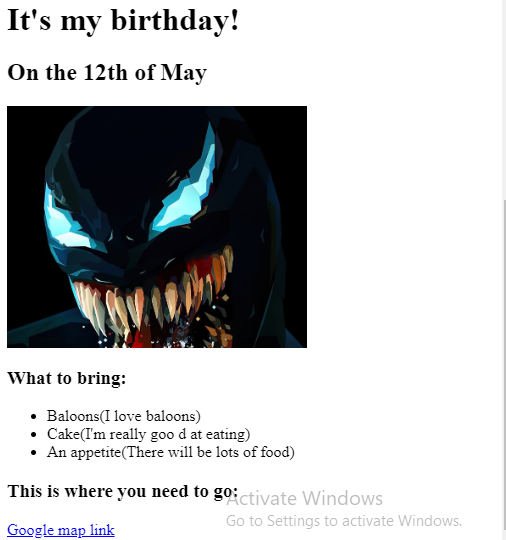 It's my birthday!
On the 12th of May
What to bring:
Baloons(I love baloons)
Cake(I'm really goo d at eating)
An appetite(There will be lots of food)
This is where you need to go:
Activate Windows
Go to Settings to activate Windows.
Google map link